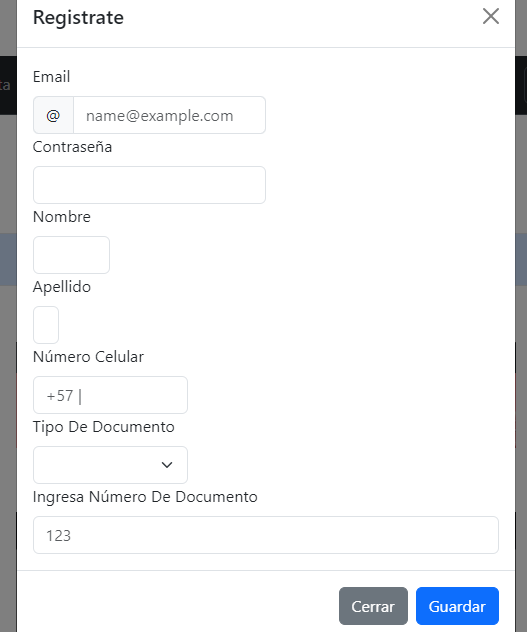 Registrate
ta
Email
@ name@example.com
Contraseña
Nombre
Apellido
Número Celular
+57 |
Tipo De Documento
Ingresa Número De Documento
123
Cerrar Guardar